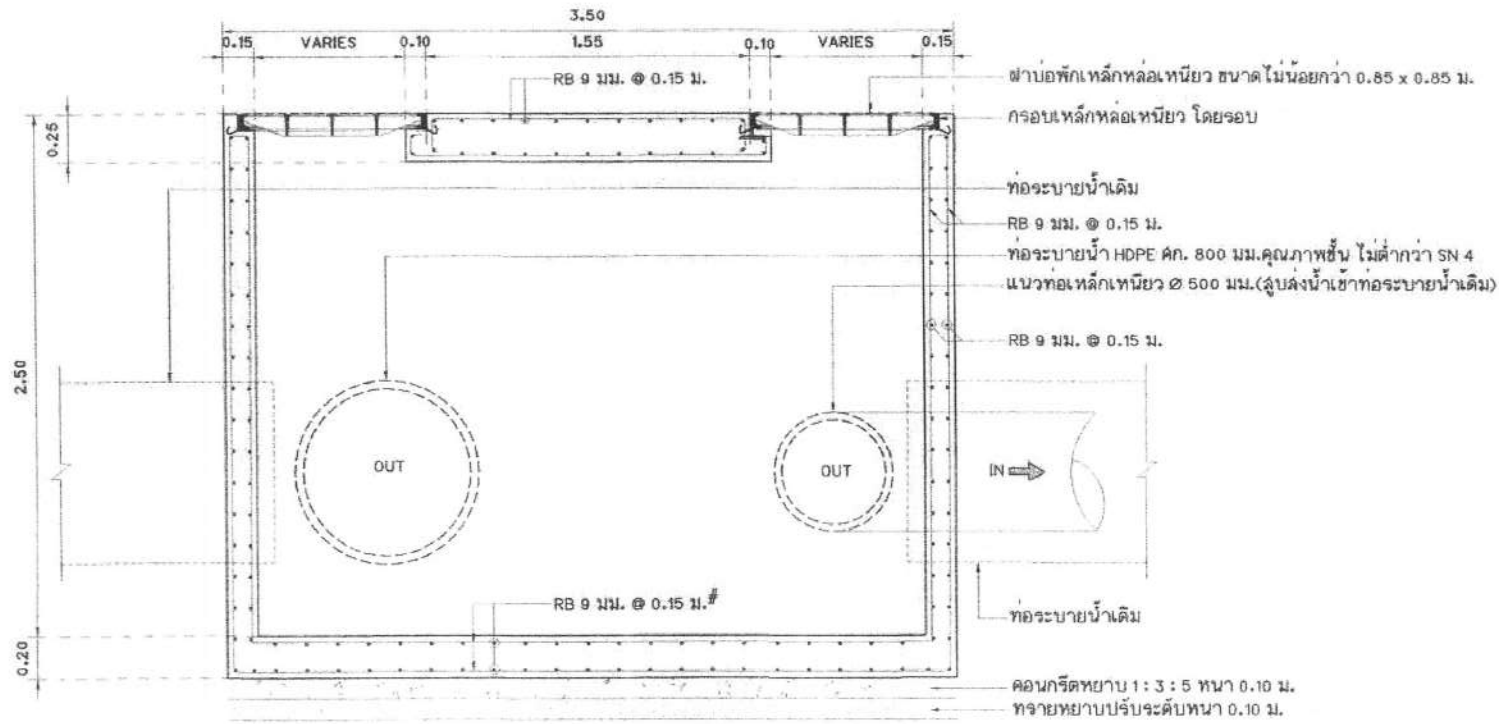 3.50
0.15 VARIES 0.10 1.55 0.10 VARIES 0.15
RB 9 มม. @ 0.15 ม.
ฝาบ่อพักเหล็กหล่อเหนียว ขนาดไม่น้อยกว่า 0.85 x 0.85 ม.
กรอบเหล็กหล่อเหนียว โดยรอบ
0.25
ท่อระบายน้ำเดิม
RB 9 มม. @ 0.15 ม.
ท่อระบายน้ำ HDPE ศก. 800 มม.คุณภาพชั้น ไม่ต่ำกว่า SN 4
แนวท่อเหล็กเหนียว Ø 500 มม.(สูบส่งน้ำเข้าท่อระบายน้ำเดิม)
RB 9 มม. @ 0.15 ม.
2.50
OUT
OUT
IN
RB 9 มม. @ 0.15 ม.#
ท่อระบายน้ำเดิม
0.20
คอนกรีตหยาบ 1 : 3 : 5 หนา 0.10 ม.
ทรายหยาบปรับระดับหนา 0.10 ม.